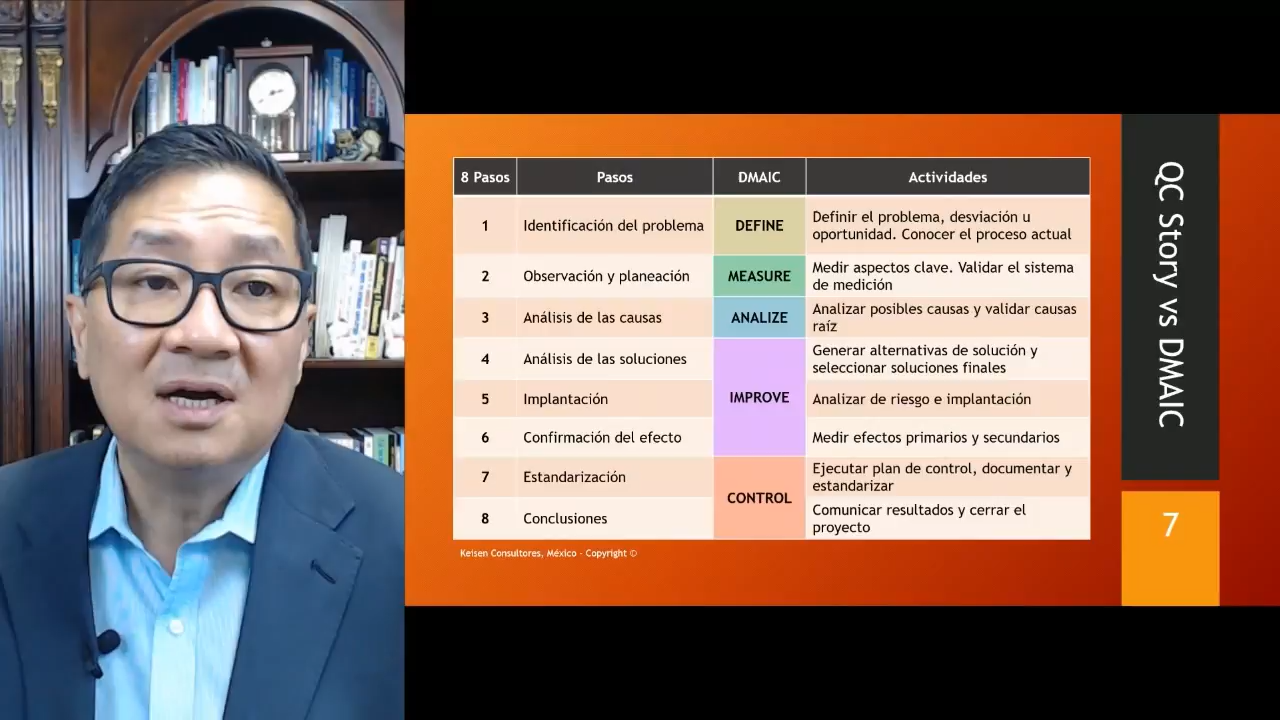 8 Pasos Pasos DMAIC Actividades
1 Identificación del problema DEFINE Definir el problema, desviación u
oportunidad. Conocer el proceso actual
2 Observación y planeación MEASURE Medir aspectos clave. Validar el sistema
de medición
3 Análisis de las causas ANALIZE Analizar posibles causas y validar causas
raíz
4 Análisis de las soluciones Generar alternativas de solución y
seleccionar soluciones finales
IMPROVE
5 Implantación Analizar de riesgo e implantación
6 Confirmación del efecto Medir efectos primarios y secundarios
7 Estandarización Ejecutar plan de control, documentar y
estandarizar
CONTROL
8 Conclusiones Comunicar resultados y cerrar el
proyecto
Keisen Consultores, México - Copyright ©
QC Story vs DMAIC
7